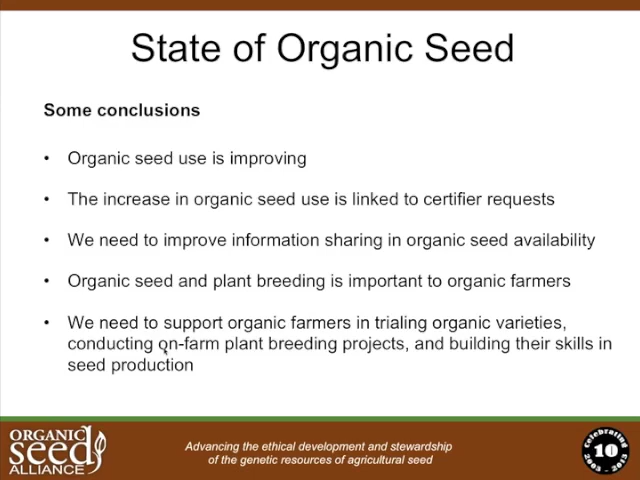 State of Organic Seed
Some conclusions
• Organic seed use is improving
• The increase in organic seed use is linked to certifier requests
• We need to improve information sharing in organic seed availability
• Organic seed and plant breeding is important to organic farmers
• We need to support organic farmers in trialing organic varieties,
conducting on-farm plant breeding projects, and building their skills in
seed production
ORGANIC
seed
ALLIANCE
Advancing the ethical development and stewardship
of the genetic resources of agricultural seed
Celebrating
10
2003 - 2013